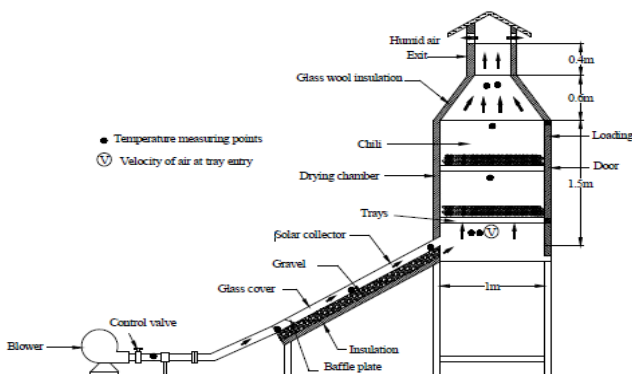 Humid air
Exit
0.4m
Glass wool insulation
0.6m
Temperature measuring points
Loading
Chili
V Velocity of air at tray entry
Door
Drying chamber
1.5m
Trays
V
Solar collector
Gravel
Glass cover
1m
Control valve
Blower
Insulation
Baffle plate